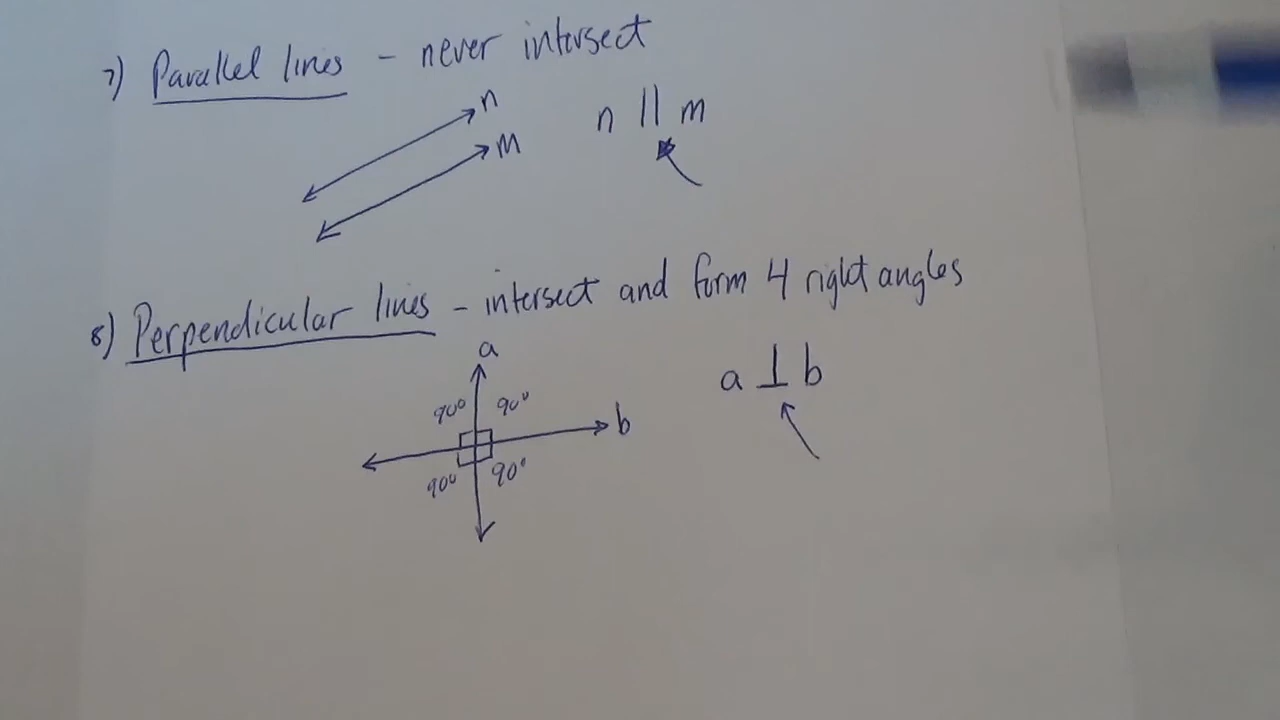 7) Parallel lines - never intersect
n
m
n || m
8) Perpendicular lines - intersect and form 4 right angles
a
90° 90°
b
90° 90°
a ⊥ b